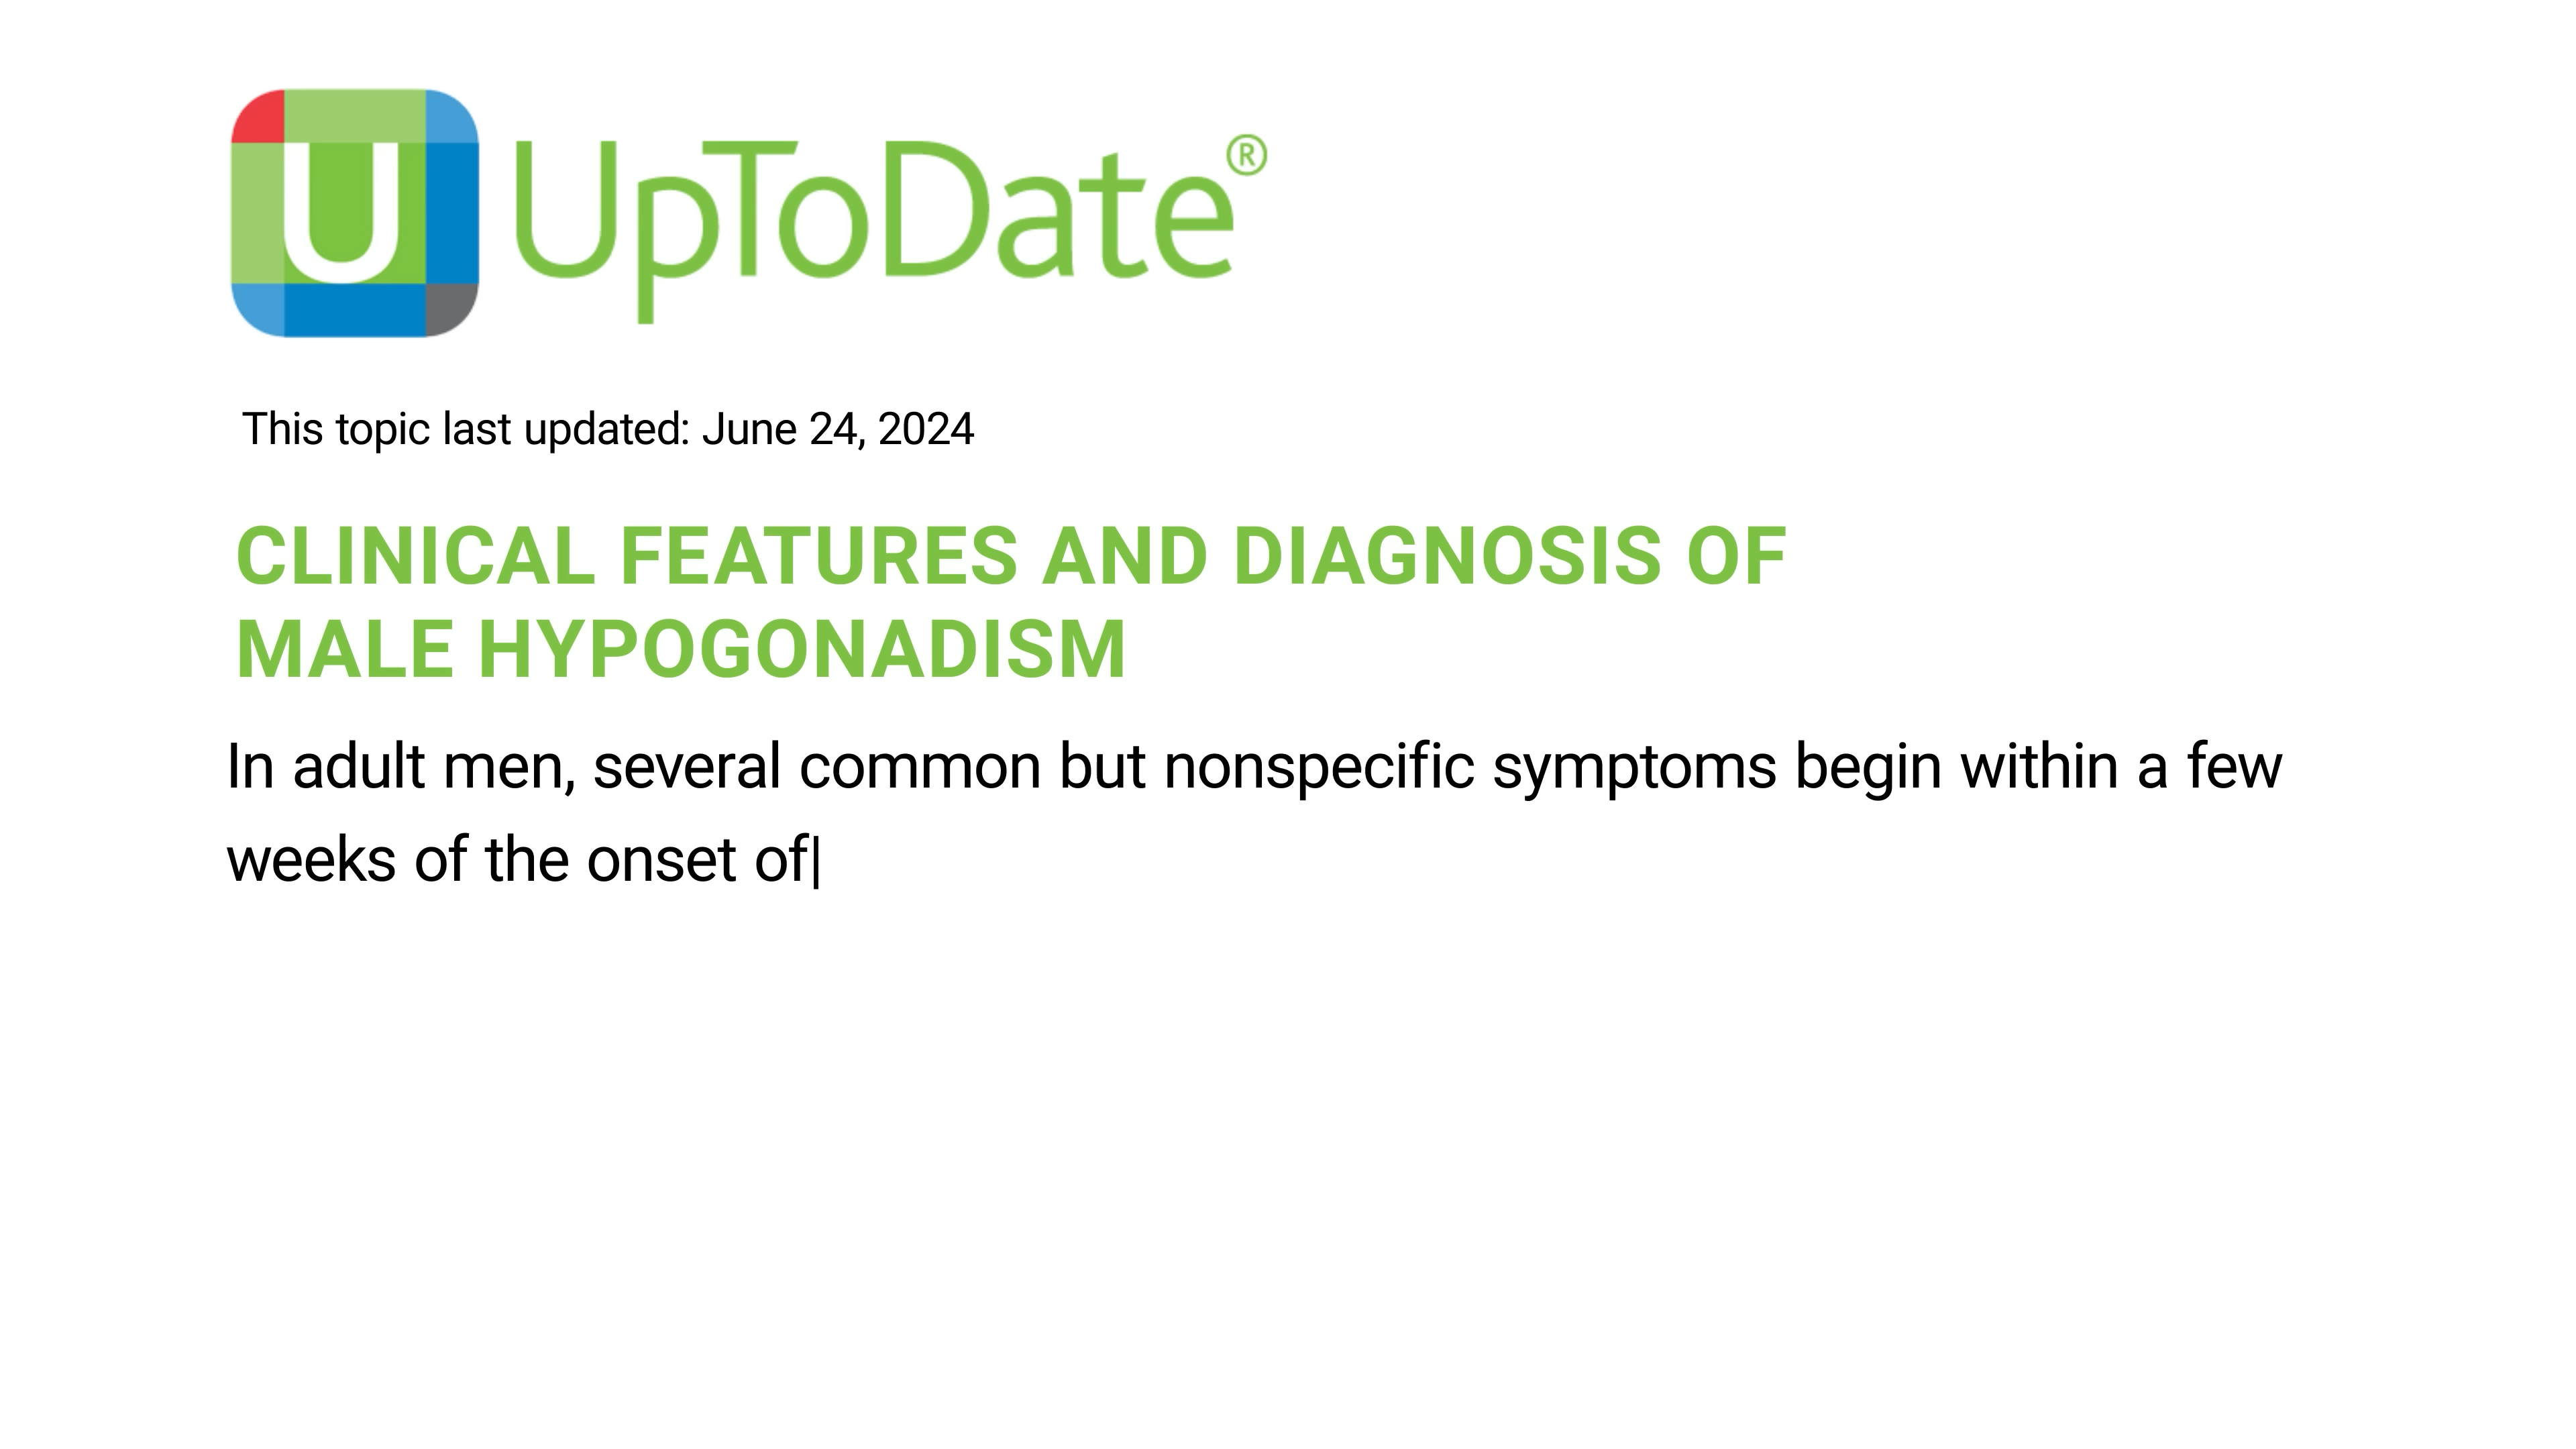 U UpToDate®
This topic last updated: June 24, 2024
CLINICAL FEATURES AND DIAGNOSIS OF
MALE HYPOGONADISM
In adult men, several common but nonspecific symptoms begin within a few
weeks of the onset of|